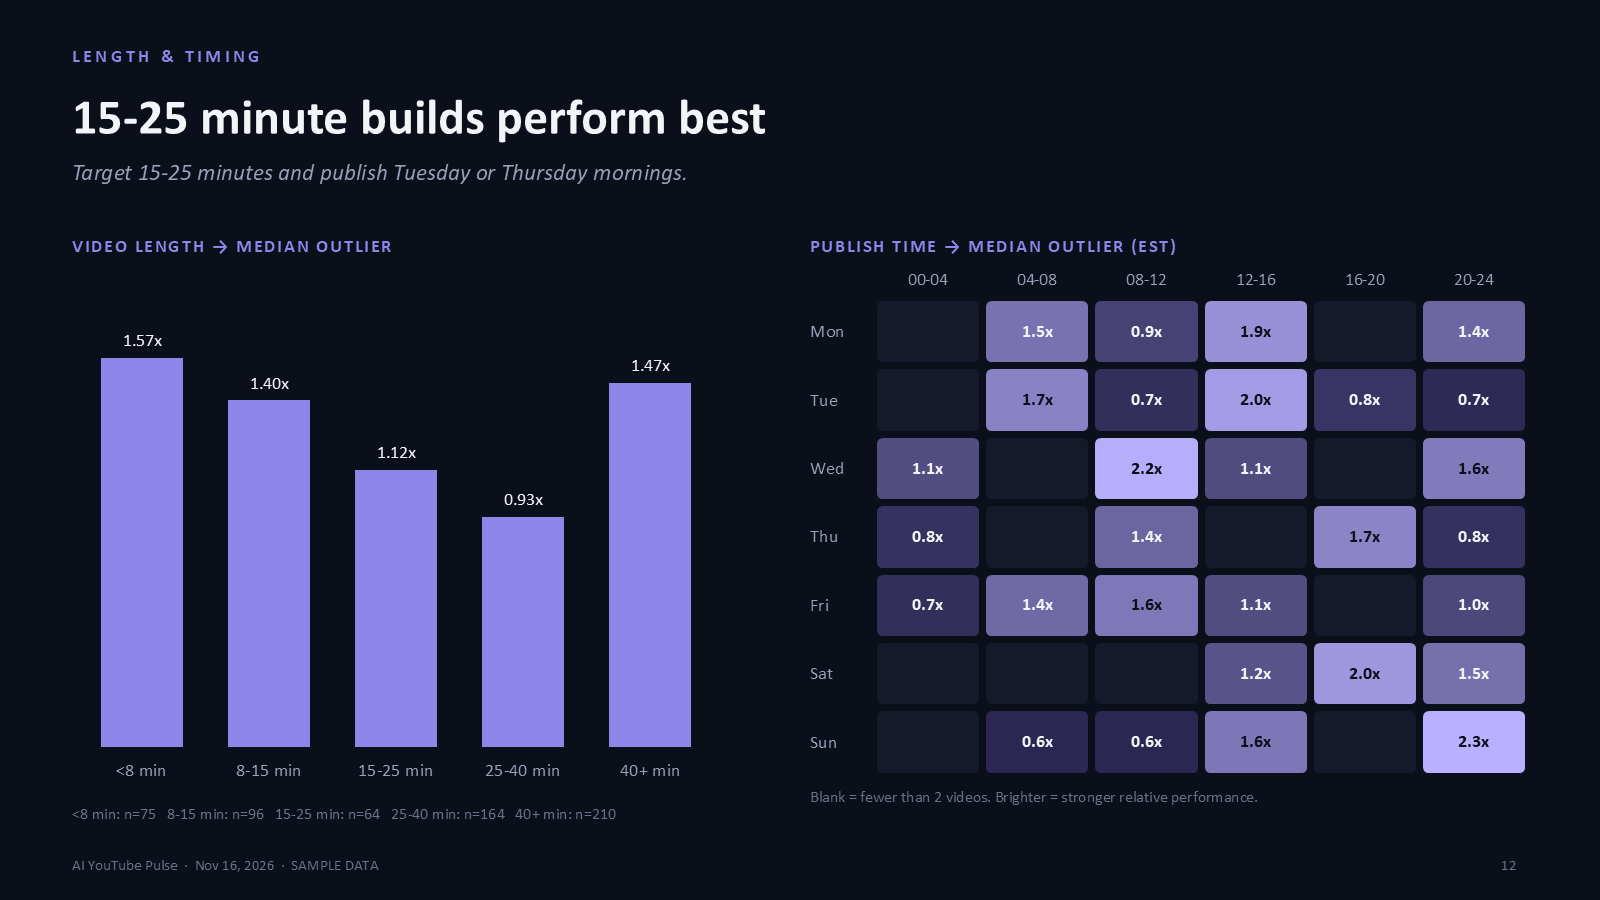 LENGTH & TIMING
15-25 minute builds perform best
Target 15-25 minutes and publish Tuesday or Thursday mornings.
VIDEO LENGTH → MEDIAN OUTLIER
1.57x
1.40x
1.12x
0.93x
1.47x
<8 min 8-15 min 15-25 min 25-40 min 40+ min
<8 min: n=75 8-15 min: n=96 15-25 min: n=64 25-40 min: n=164 40+ min: n=210
PUBLISH TIME → MEDIAN OUTLIER (EST)
00-04 04-08 08-12 12-16 16-20 20-24
Mon 1.5x 0.9x 1.9x 1.4x
Tue 1.7x 0.7x 2.0x 0.8x 0.7x
Wed 1.1x 2.2x 1.1x 1.6x
Thu 0.8x 1.4x 1.7x 0.8x
Fri 0.7x 1.4x 1.6x 1.1x 1.0x
Sat 1.2x 2.0x 1.5x
Sun 0.6x 0.6x 1.6x 2.3x
Blank = fewer than 2 videos. Brighter = stronger relative performance.
AI YouTube Pulse · Nov 16, 2026 · SAMPLE DATA
12